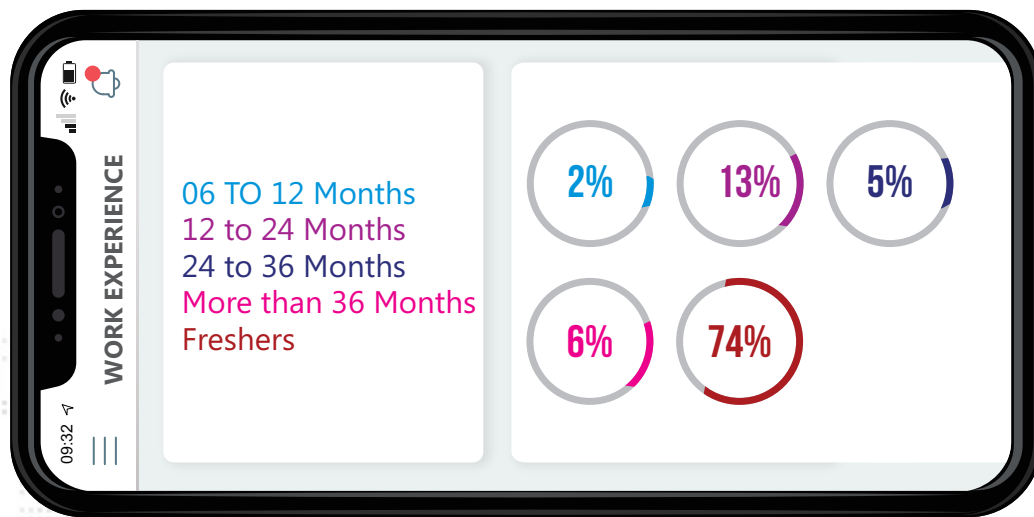 09:32
WORK EXPERIENCE
06 TO 12 Months
12 to 24 Months
24 to 36 Months
More than 36 Months
Freshers
2%
13%
5%
6%
74%